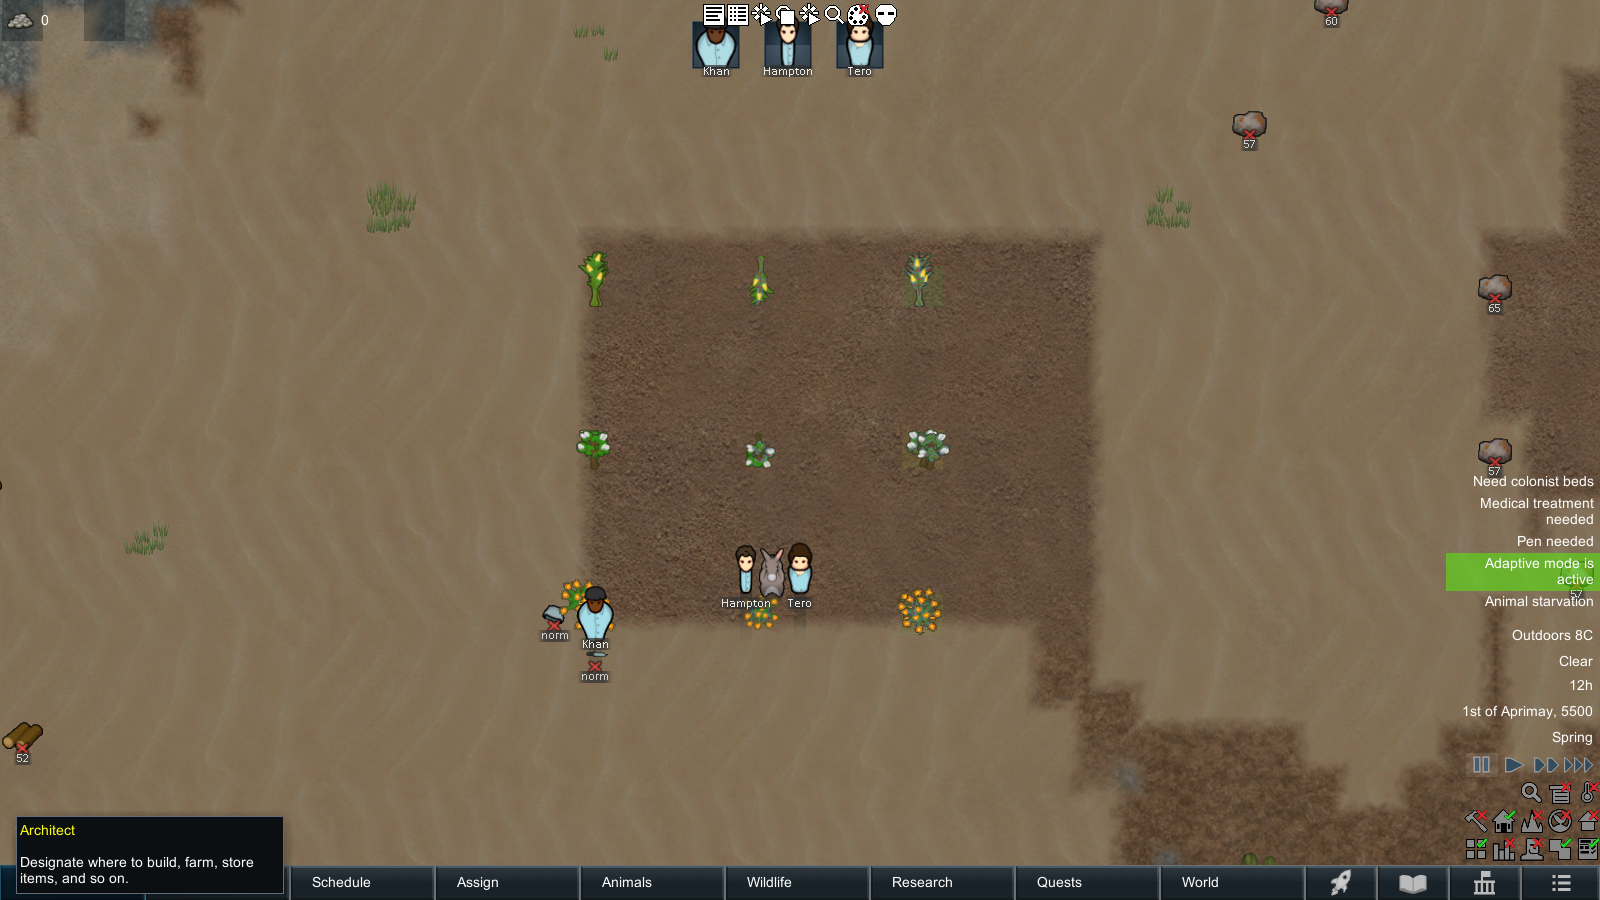 0
60
Khan
Hampton
Tero
57
65
57
Need colonist beds
Medical treatment
needed
Pen needed
Adaptive mode is
active
57
Animal starvation
Hampton
Tero
norm
Khan
norm
Outdoors 8C
Clear
12h
1st of Aprimay, 5500
Spring
52
Architect
Designate where to build, farm, store
items, and so on.
Schedule
Assign
Animals
Wildlife
Research
Quests
World